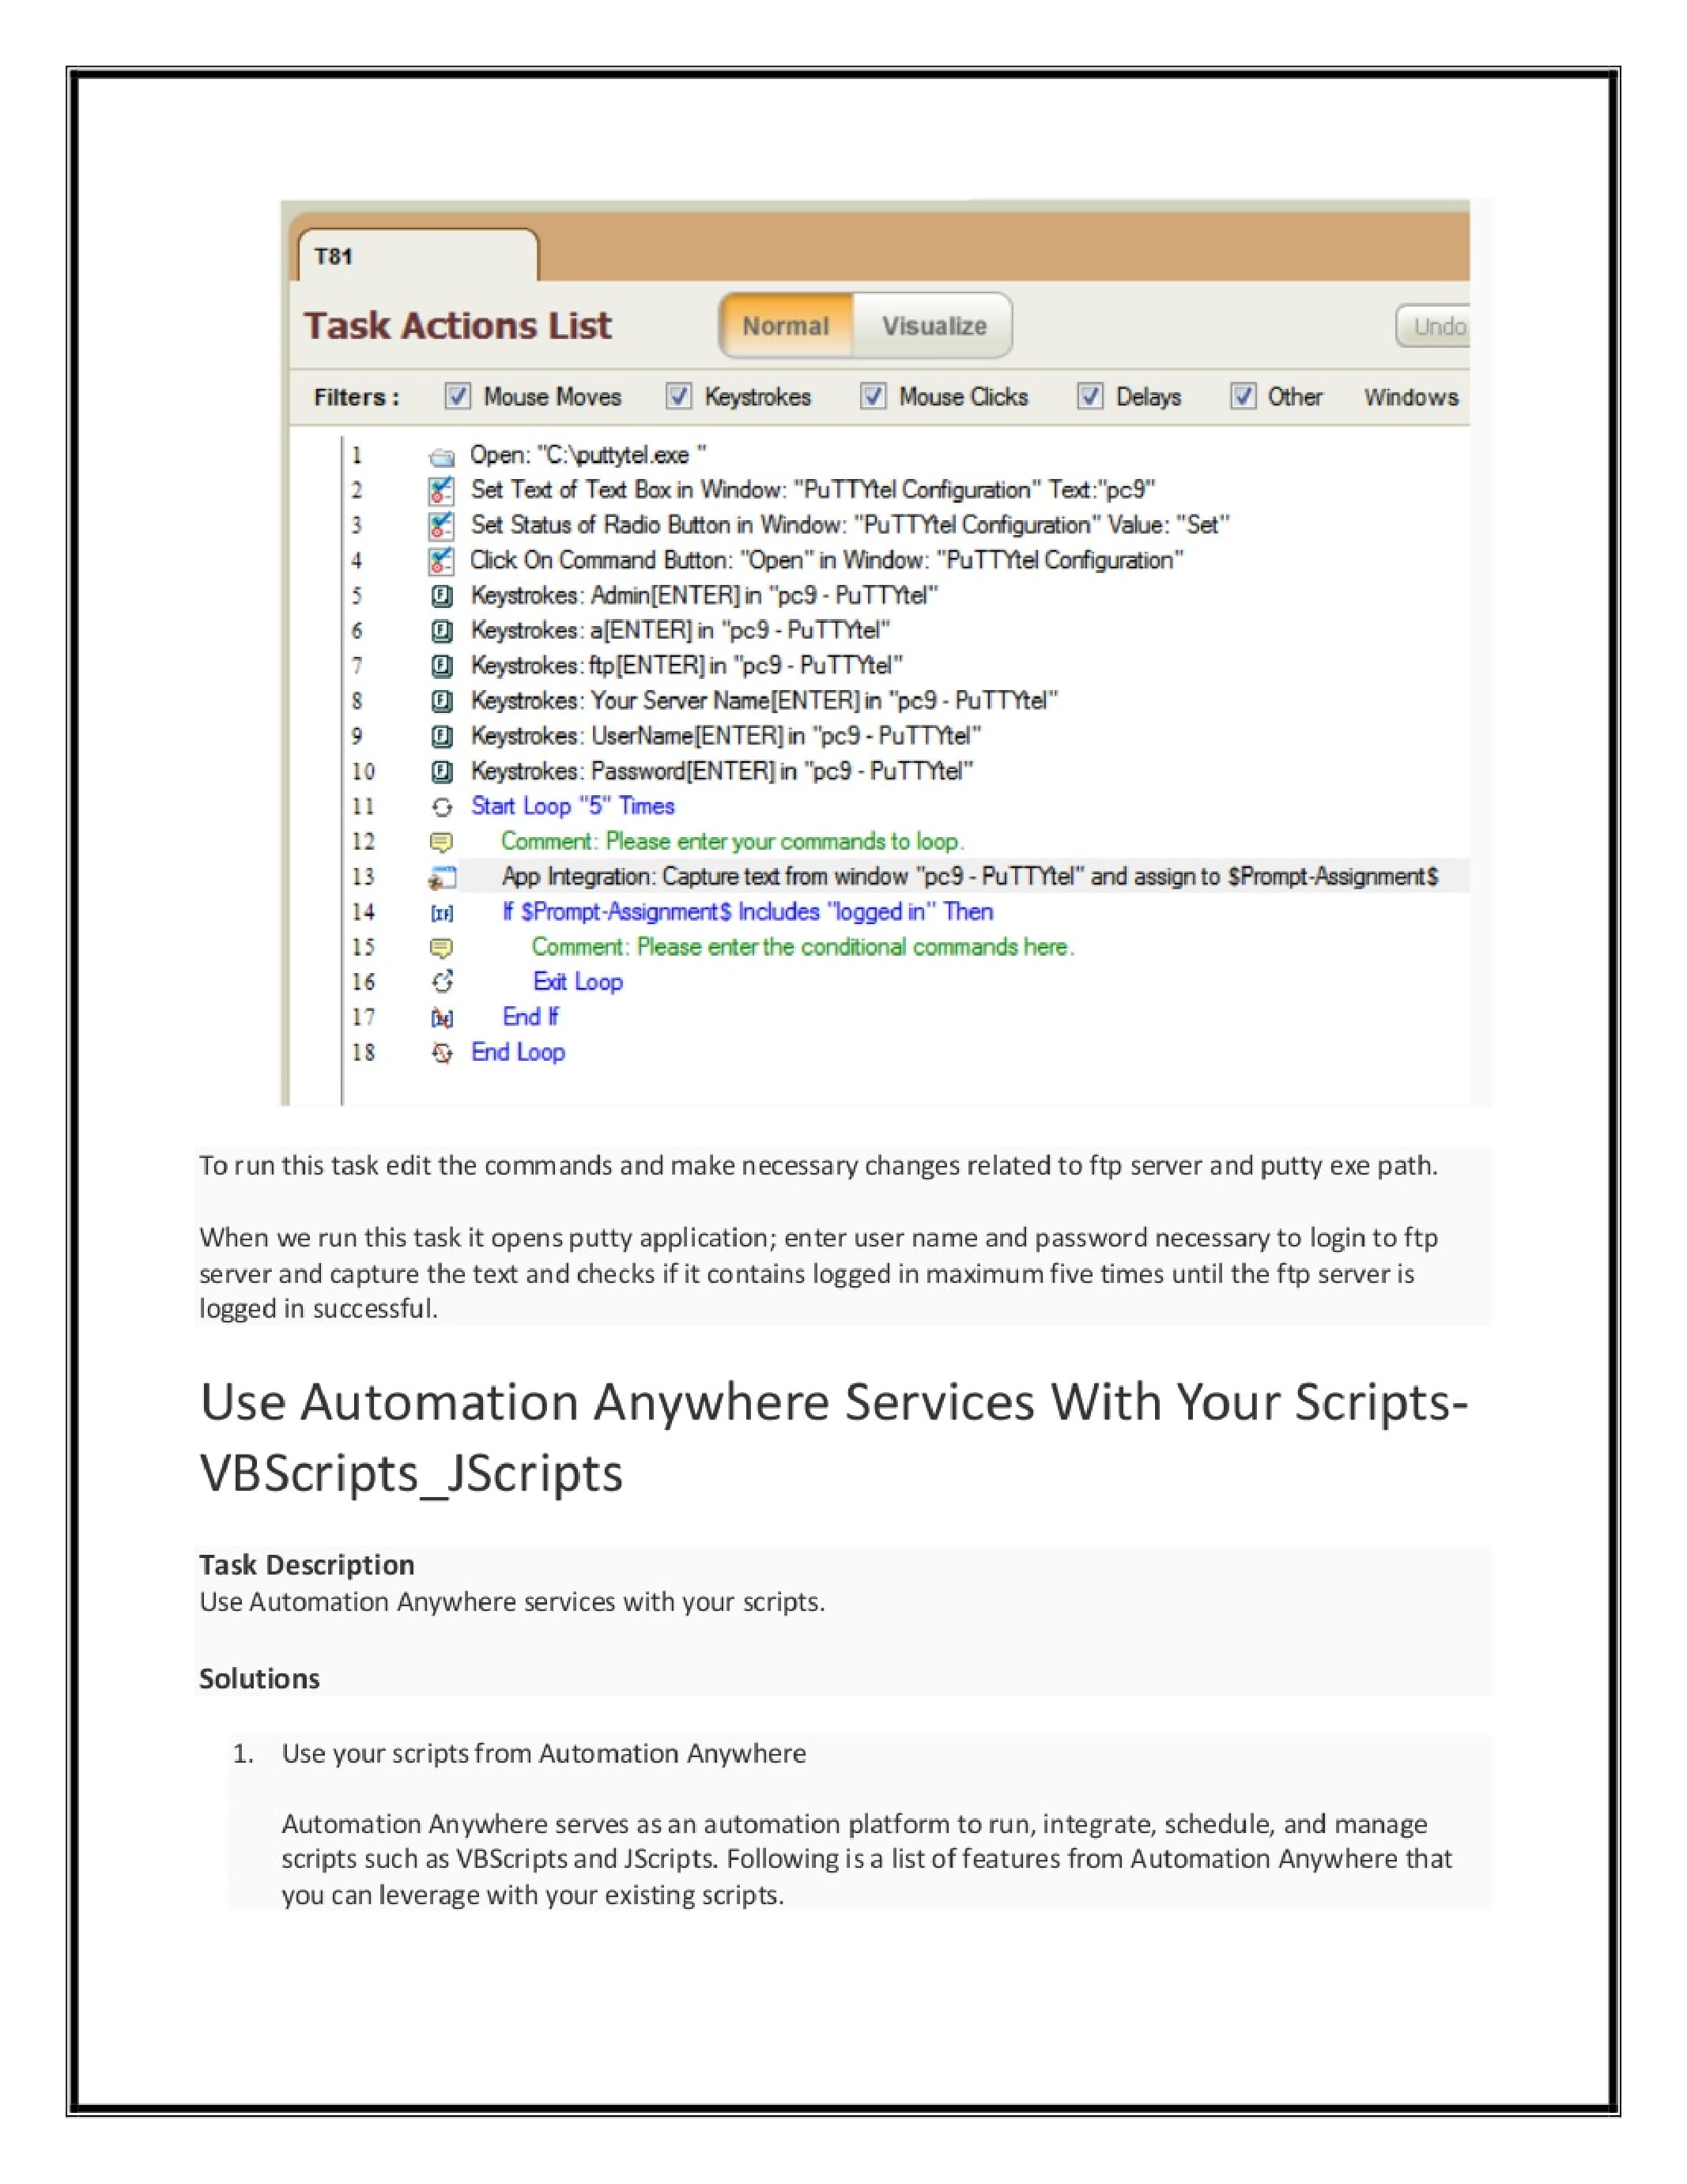 T81
Task Actions List Normal Visualize Undo
Filters : Mouse Moves Keystrokes Mouse Clicks Delays Other Windows
1 Open: "C:\puttytel.exe "
2 Set Text of Text Box in Window: "PuTTYtel Configuration" Text:"pc9"
3 Set Status of Radio Button in Window: "PuTTYtel Configuration" Value: "Set"
4 Click On Command Button: "Open" in Window: "PuTTYtel Configuration"
5 Keystrokes: Admin[ENTER] in "pc9 - PuTTYtel"
6 Keystrokes: a[ENTER] in "pc9 - PuTTYtel"
7 Keystrokes: ftp[ENTER] in "pc9 - PuTTYtel"
8 Keystrokes: Your Server Name[ENTER] in "pc9 - PuTTYtel"
9 Keystrokes: UserName[ENTER] in "pc9 - PuTTYtel"
10 Keystrokes: Password[ENTER] in "pc9 - PuTTYtel"
11 Start Loop "5" Times
12 Comment: Please enter your commands to loop.
13 App Integration: Capture text from window "pc9 - PuTTYtel" and assign to $Prompt-Assignment$
14 If $Prompt-Assignment$ Includes "logged in" Then
15 Comment: Please enter the conditional commands here.
16 Exit Loop
17 End If
18 End Loop
To run this task edit the commands and make necessary changes related to ftp server and putty exe path.
When we run this task it opens putty application; enter user name and password necessary to login to ftp
server and capture the text and checks if it contains logged in maximum five times until the ftp server is
logged in successful.
Use Automation Anywhere Services With Your Scripts-
VBScripts_JScripts
Task Description
Use Automation Anywhere services with your scripts.
Solutions
1. Use your scripts from Automation Anywhere
Automation Anywhere serves as an automation platform to run, integrate, schedule, and manage
scripts such as VBScripts and JScripts. Following is a list of features from Automation Anywhere that
you can leverage with your existing scripts.